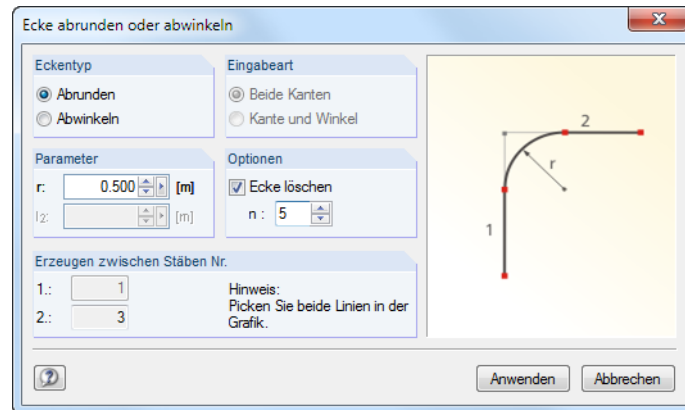 Ecke abrunden oder abwinkeln
Eckentyp
Abrunden
Abwinkeln
Eingabeart
Beide Kanten
Kante und Winkel
Parameter
r: 0.500 [m]
l2: [m]
Optionen
Ecke löschen
n : 5
Erzeugen zwischen Stäben Nr.
1.: 1
2.: 3
Hinweis:
Picken Sie beide Linien in der
Grafik.
2
r
1
Anwenden
Abbrechen